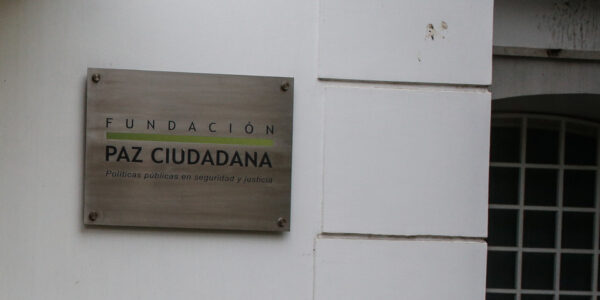 FUNDACIÓN
PAZ CIUDADANA
Políticas públicas en seguridad y justicia